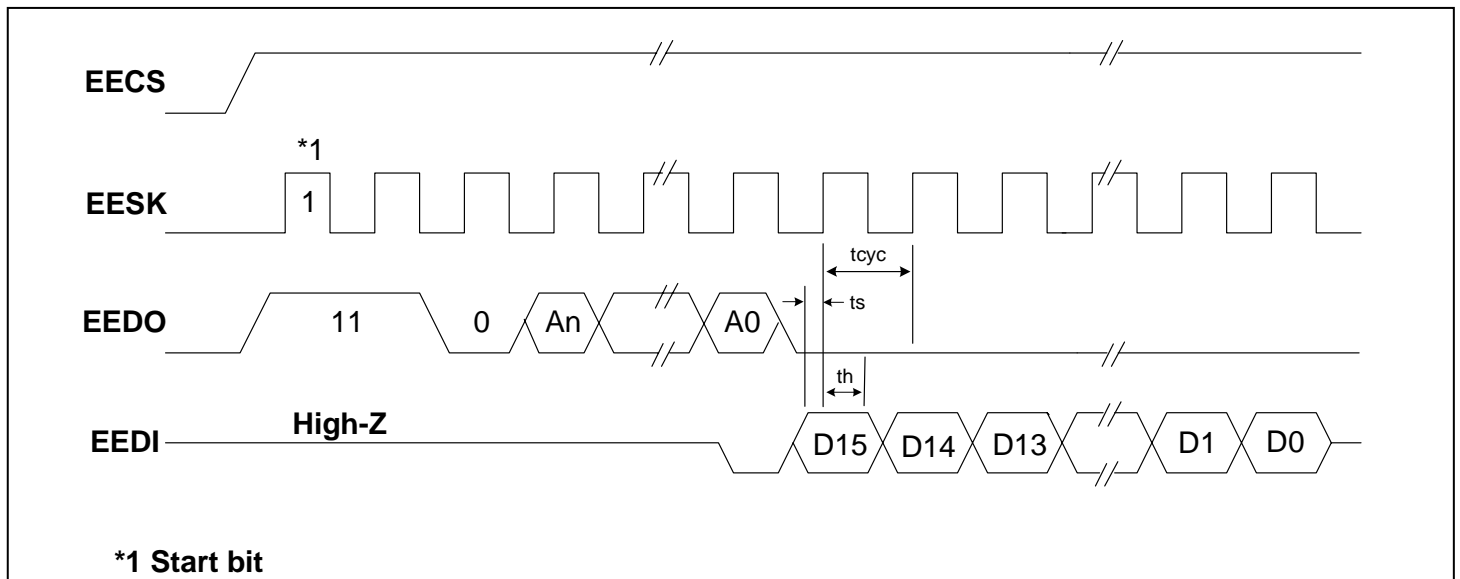 EECS
*1
EESK
1
tcyc
EEDO
11
0
An
A0
ts
th
EEDI
High-Z
D15
D14
D13
D1
D0
*1 Start bit